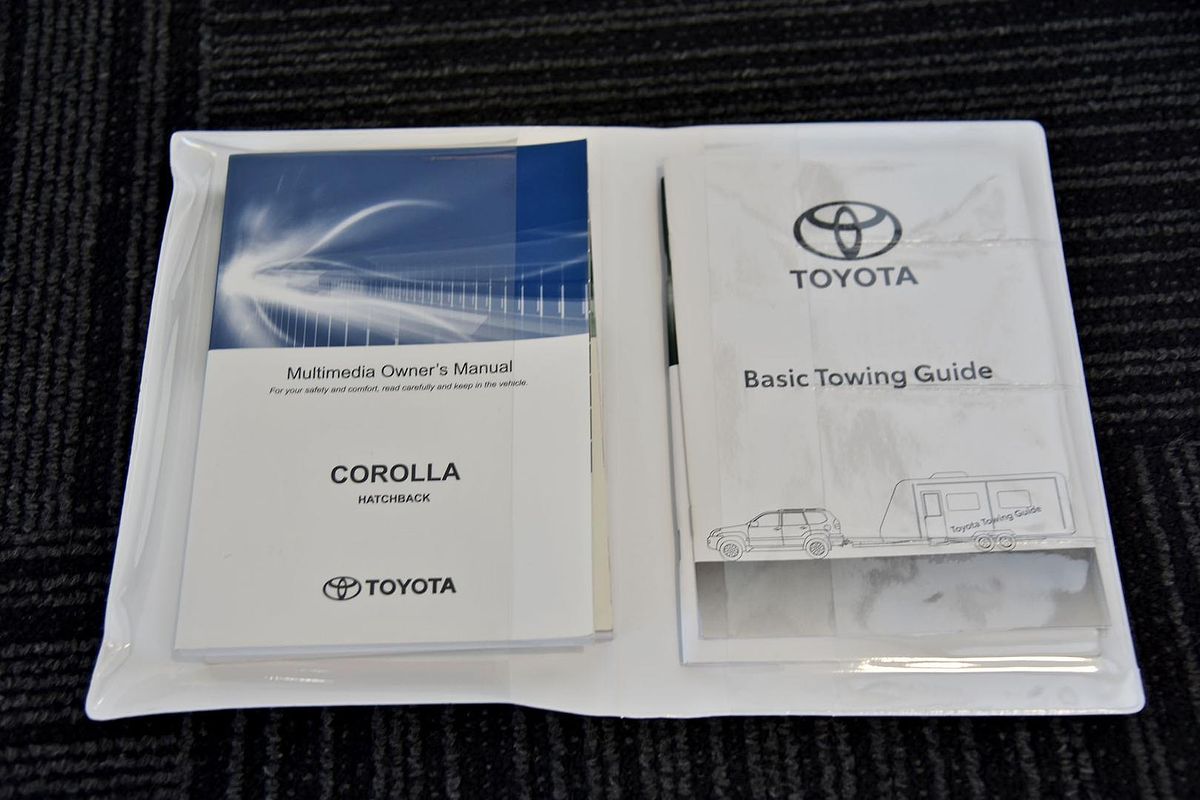 Multimedia Owner's Manual
For your safety and comfort, read carefully and keep in the vehicle.
COROLLA
HATCHBACK
TOYOTA
TOYOTA
Basic Towing Guide
Toyota Towing Guide